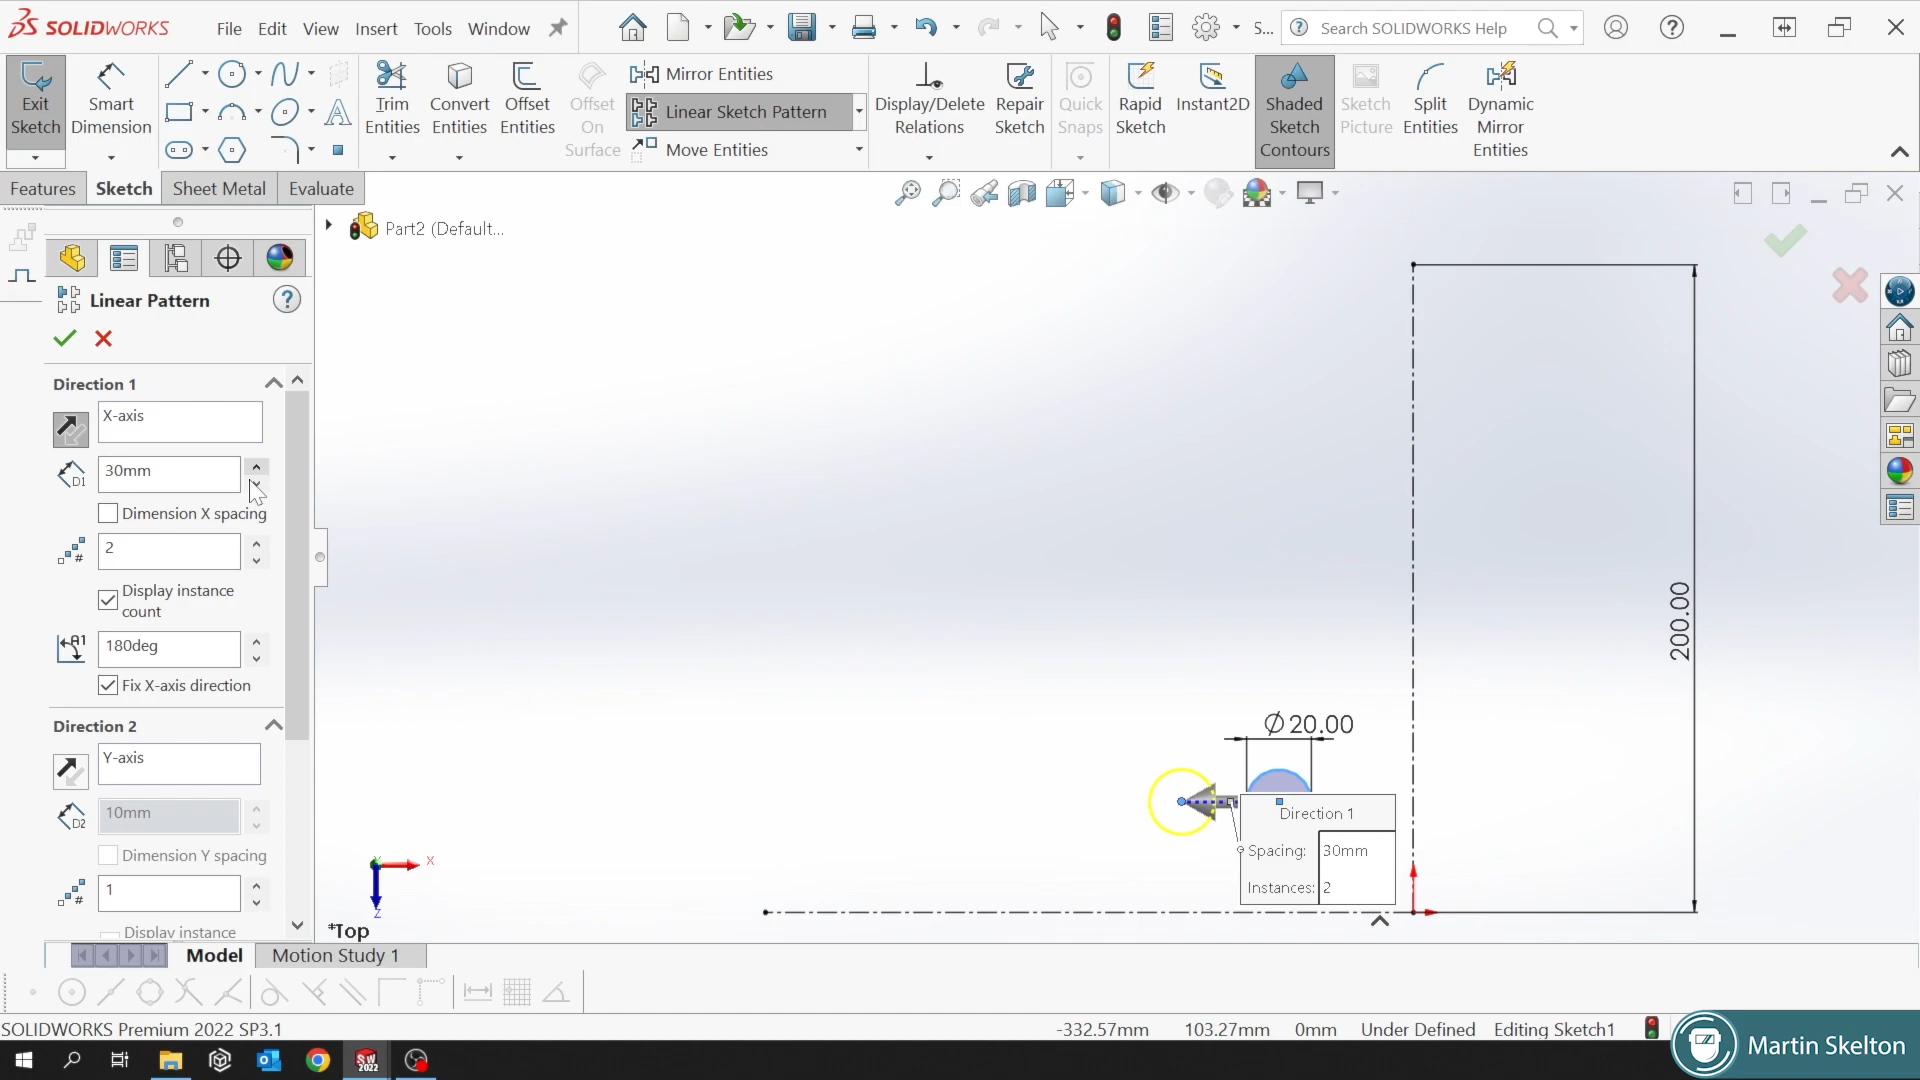 SOLIDWORKS
File Edit View Insert Tools Window
S...
Search SOLIDWORKS Help
Exit Sketch
Smart Dimension
Trim Entities
Convert Entities
Offset Entities
Offset On Surface
Mirror Entities
Linear Sketch Pattern
Move Entities
Display/Delete Relations
Repair Sketch
Quick Snaps
Rapid Sketch
Instant2D
Shaded Sketch Contours
Sketch Picture
Split Entities
Dynamic Mirror Entities
Features Sketch Sheet Metal Evaluate
Part2 (Default...
Linear Pattern
Direction 1
X-axis
D1
30mm
Dimension X spacing
#
2
Display instance
count
A1
180deg
Fix X-axis direction
Direction 2
Y-axis
D2
10mm
Dimension Y spacing
#
1
Display instance
200.00
Ø20.00
Direction 1
Spacing: 30mm
Instances: 2
X
Z
*Top
Model Motion Study 1
SOLIDWORKS Premium 2022 SP3.1
-332.57mm 103.27mm 0mm Under Defined Editing Sketch1
SW
2022
Martin Skelton